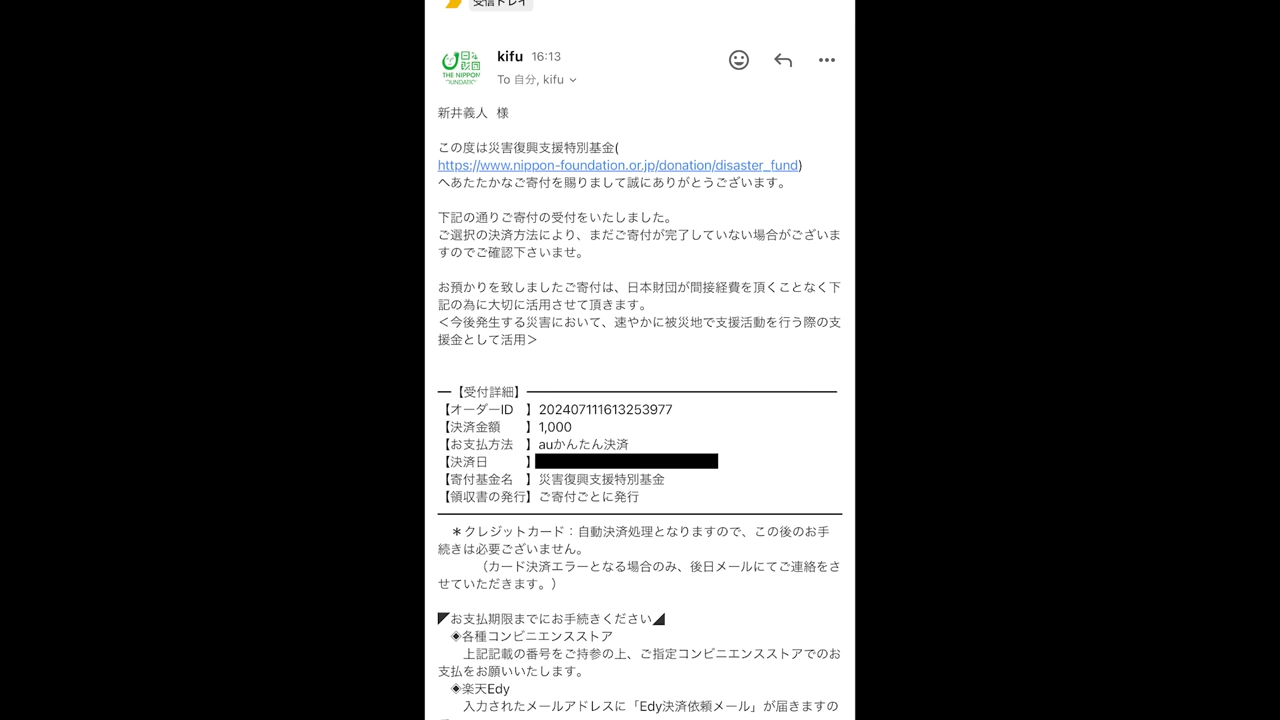 受信トレイ
日本財団
THE NIPPON
FOUNDATION
kifu 16:13
To 自分, kifu
新井義人 様
この度は災害復興支援特別基金(
https://www.nippon-foundation.or.jp/donation/disaster_fund)
へあたたかなご寄付を賜りまして誠にありがとうございます。
下記の通りご寄付の受付をいたしました。
ご選択の決済方法により、まだご寄付が完了していない場合がございま
すのでご確認下さいませ。
お預かりを致しましたご寄付は、日本財団が間接経費を頂くことなく下
記の為に大切に活用させて頂きます。
＜今後発生する災害において、速やかに被災地で支援活動を行う際の支
援金として活用＞
―【受付詳細】―――――――――――――――――――――――――
【オーダーID 】202407111613253977
【決済金額 】1,000
【お支払方法 】auかんたん決済
【決済日 】
【寄付基金名 】災害復興支援特別基金
【領収書の発行】ご寄付ごとに発行
＊クレジットカード：自動決済処理となりますので、この後のお手
続きは必要ございません。
（カード決済エラーとなる場合のみ、後日メールにてご連絡をさ
せていただきます。）
◤お支払期限までにお手続きください◢
◈各種コンビニエンスストア
上記記載の番号をご持参の上、ご指定コンビニエンスストアでのお
支払をお願いいたします。
◈楽天Edy
入力されたメールアドレスに「Edy決済依頼メール」が届きますの